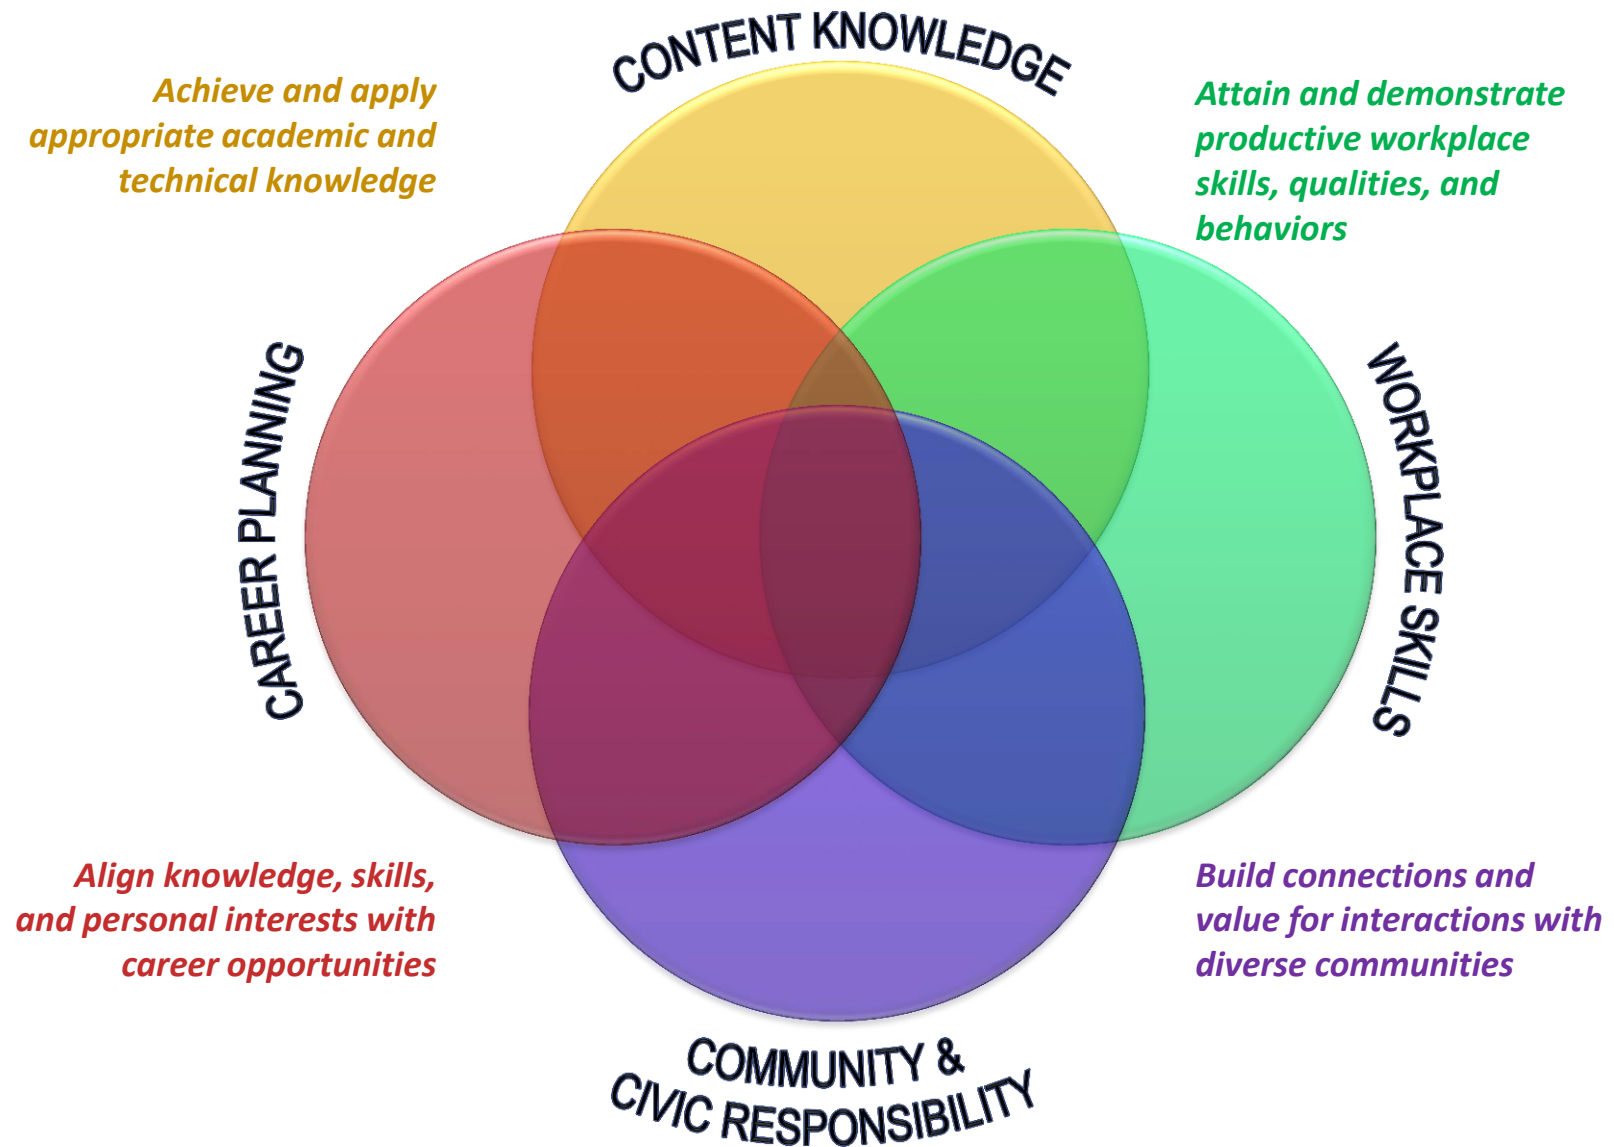 CONTENT KNOWLEDGE
Achieve and apply
appropriate academic and
technical knowledge
Attain and demonstrate
productive workplace
skills, qualities, and
behaviors
CAREER PLANNING
WORKPLACE SKILLS
Align knowledge, skills,
and personal interests with
career opportunities
Build connections and
value for interactions with
diverse communities
COMMUNITY &
CIVIC RESPONSIBILITY